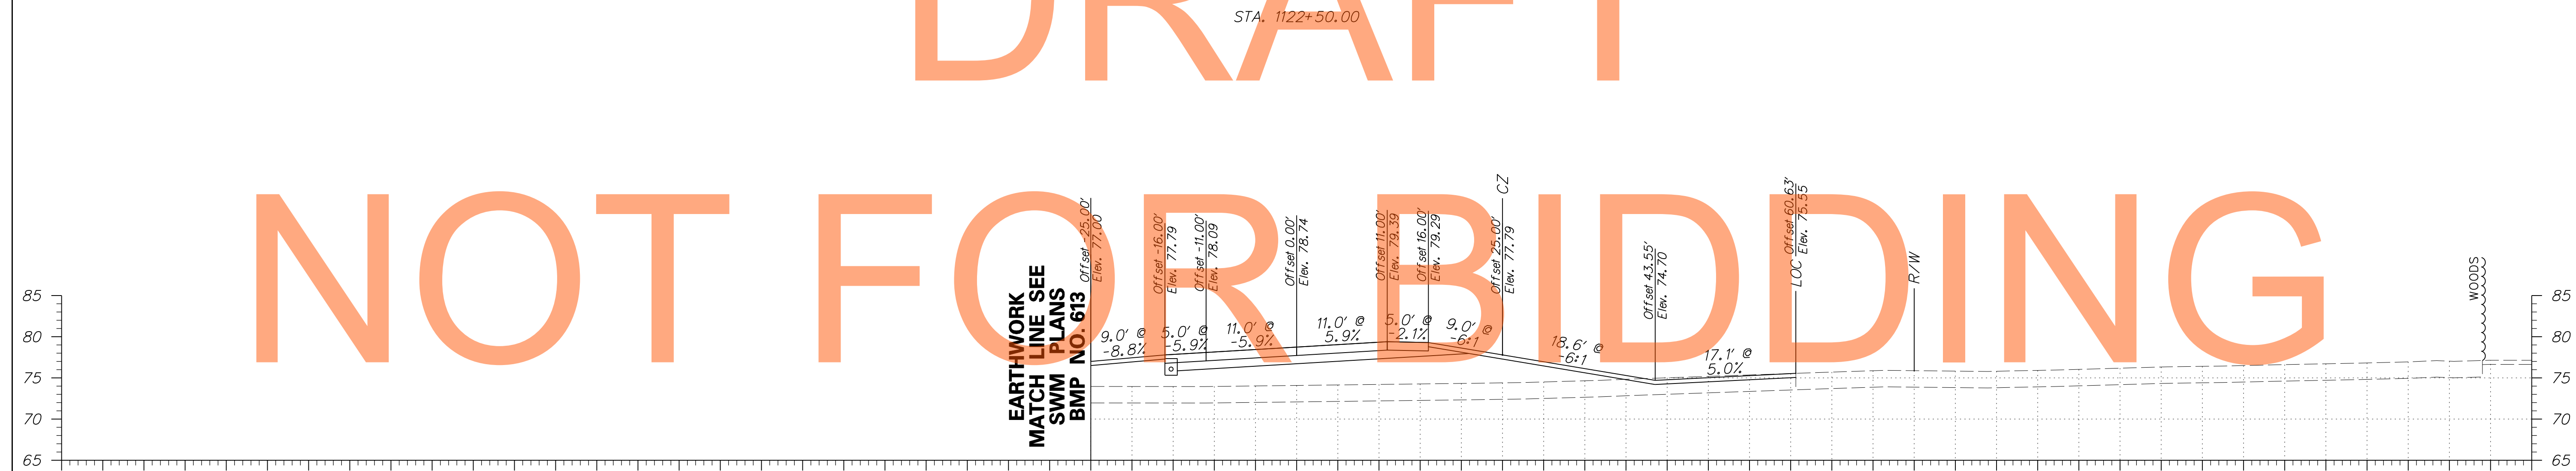 DRAFT
STA. 1122+50.00
NOT FOR BIDDING
EARTHWORK
MATCH LINE SEE
SWM PLANS
BMP NO. 613
Offset -25.00'
Elev. 77.00
Offset -16.00'
Elev. 77.79
Offset -11.00'
Elev. 78.09
Offset 0.00'
Elev. 78.74
Offset 11.00'
Elev. 79.39
Offset 16.00'
Elev. 79.29
CZ
Offset 25.00'
Elev. 77.79
Offset 43.55'
Elev. 74.70
LOC Offset 60.63'
Elev. 75.55
R/W
WOODS
9.0' @
-8.8%
5.0' @
-5.9%
11.0' @
-5.9%
11.0' @
5.9%
5.0' @
-2.1%
9.0' @
-6:1
18.6' @
-6:1
17.1' @
5.0%
85
80
75
70
65
85
80
75
70
65